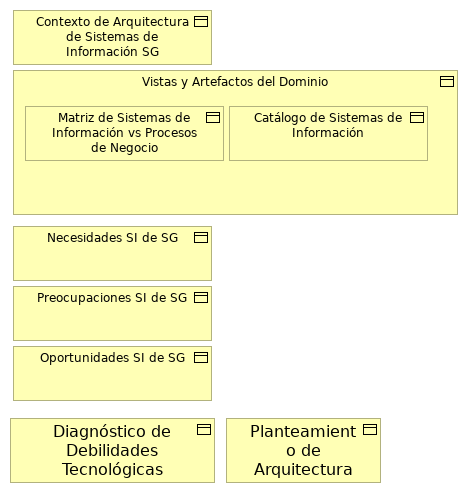 Contexto de Arquitectura
de Sistemas de
Información SG
Vistas y Artefactos del Dominio
Matriz de Sistemas de
Información vs Procesos
de Negocio
Catálogo de Sistemas de
Información
Necesidades SI de SG
Preocupaciones SI de SG
Oportunidades SI de SG
Diagnóstico de
Debilidades
Tecnológicas
Planteamient
o de
Arquitectura